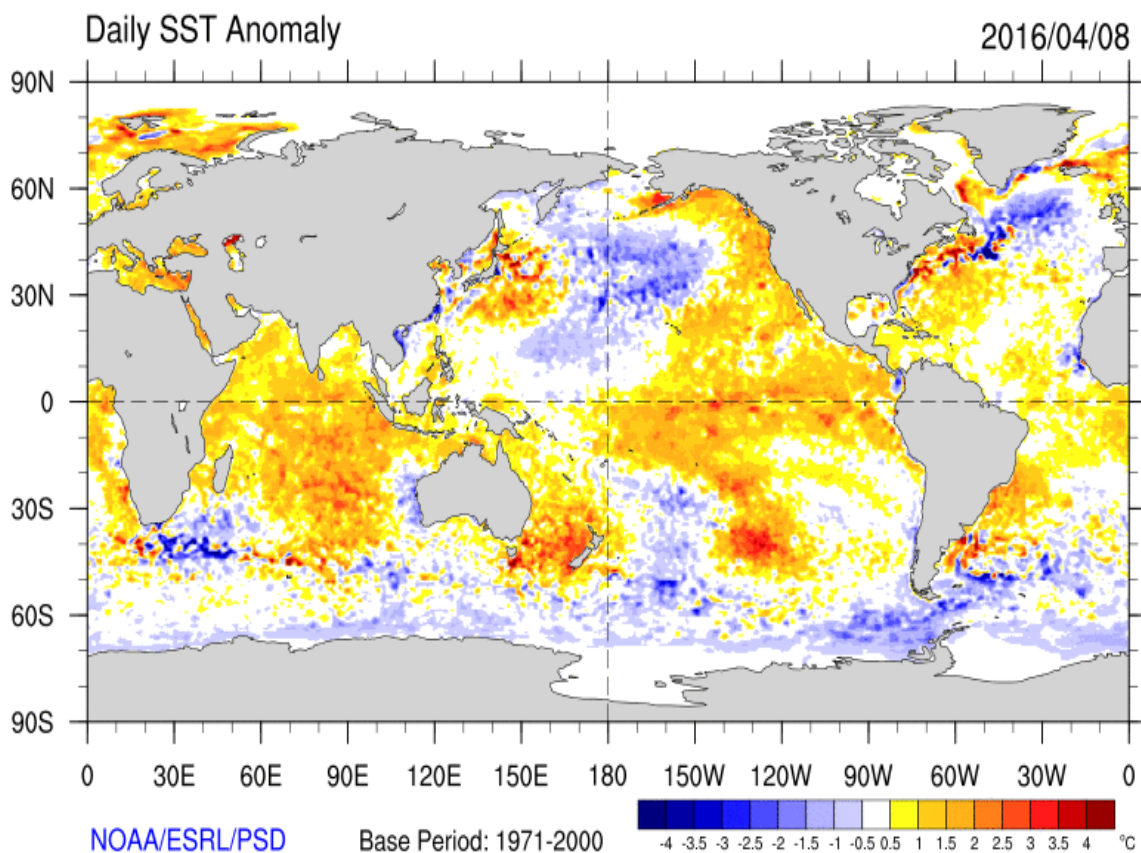 Daily SST Anomaly 2016/04/08
90N
60N
30N
0
30S
60S
90S
0 30E 60E 90E 120E 150E 180 150W 120W 90W 60W 30W 0
NOAA/ESRL/PSD Base Period: 1971-2000
-4 -3.5 -3 -2.5 -2 -1.5 -1 -0.5 0.5 1 1.5 2 2.5 3 3.5 4 °C